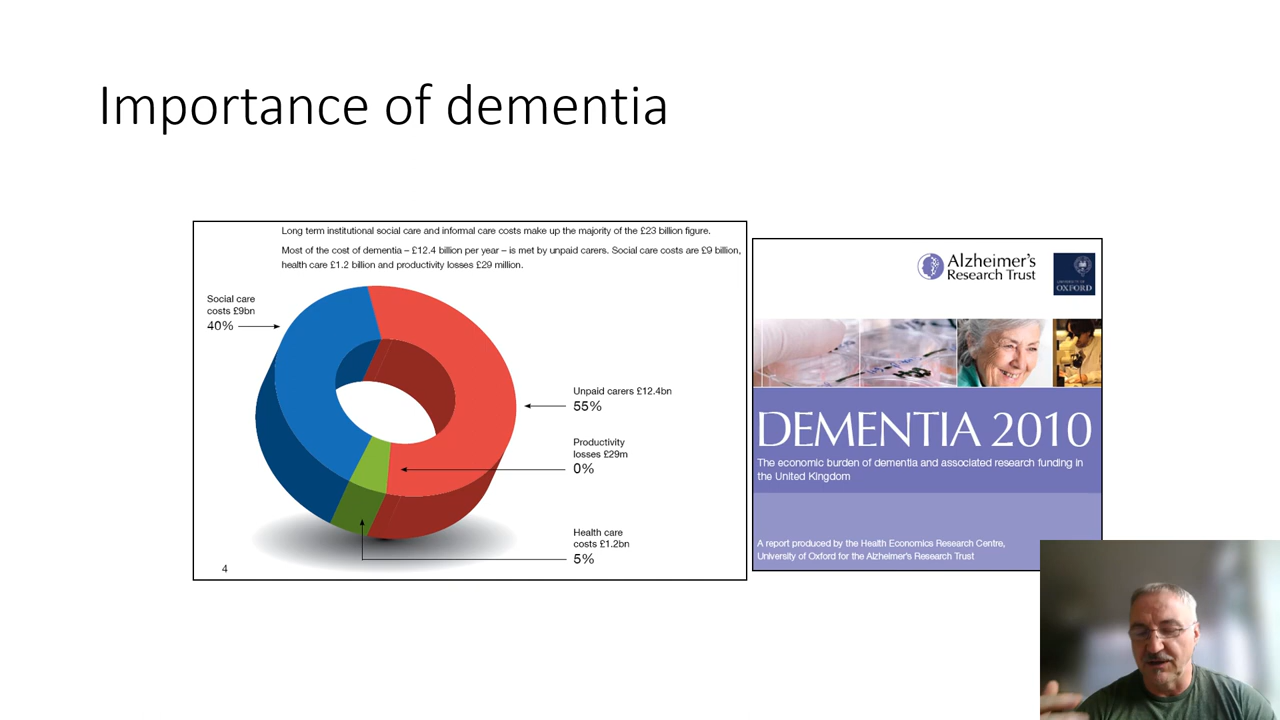 Importance of dementia
Long term institutional social care and informal care costs make up the majority of the £23 billion figure.
Most of the cost of dementia – £12.4 billion per year – is met by unpaid carers. Social care costs are £9 billion,
health care £1.2 billion and productivity losses £29 million.
Social care
costs £9bn
40%
Unpaid carers £12.4bn
55%
Productivity
losses £29m
0%
Health care
costs £1.2bn
5%
4
Alzheimer's
Research Trust
UNIVERSITY OF
OXFORD
DEMENTIA 2010
The economic burden of dementia and associated research funding in
the United Kingdom
A report produced by the Health Economics Research Centre,
University of Oxford for the Alzheimer's Research Trust